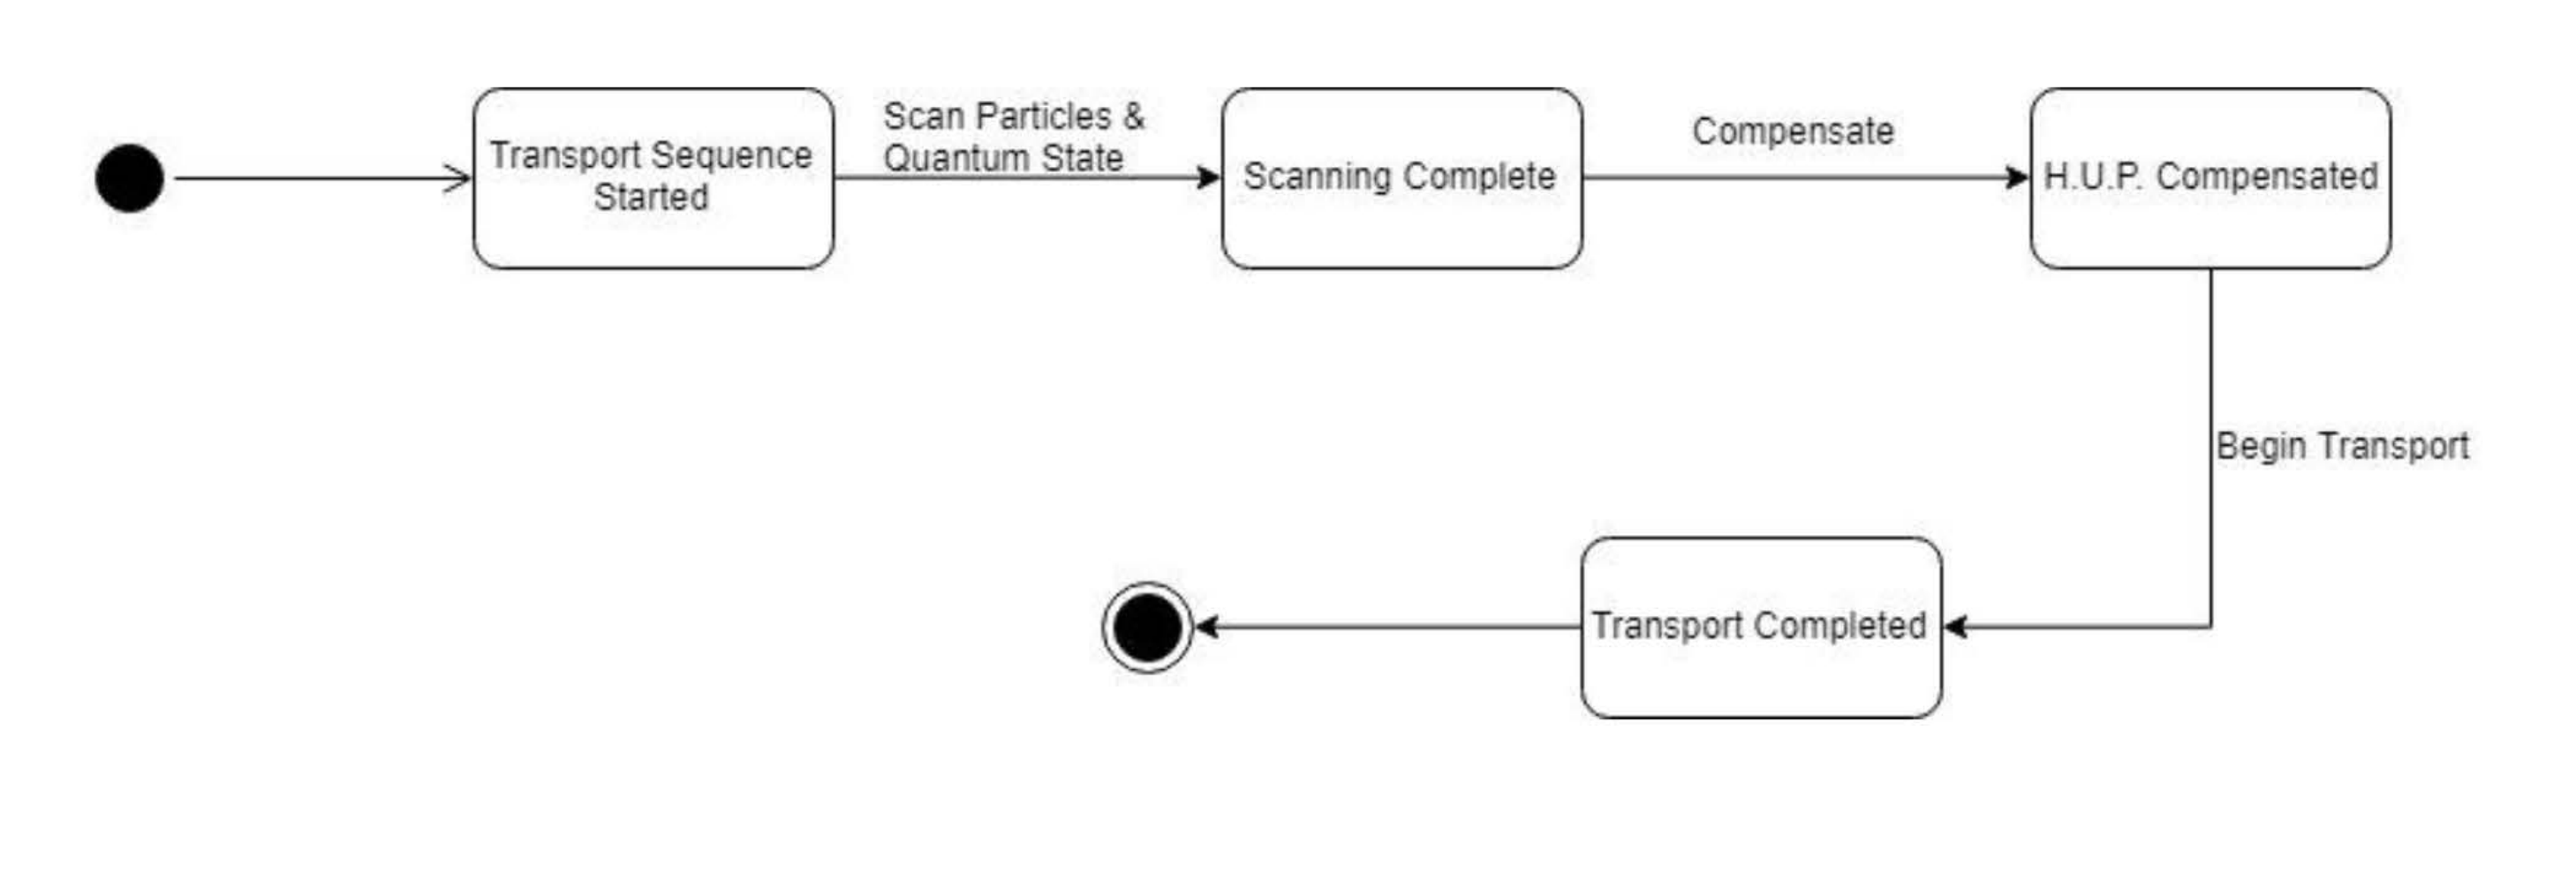 Transport Sequence
Started
Scan Particles &
Quantum State
Scanning Complete
Compensate
H.U.P. Compensated
Begin Transport
Transport Completed